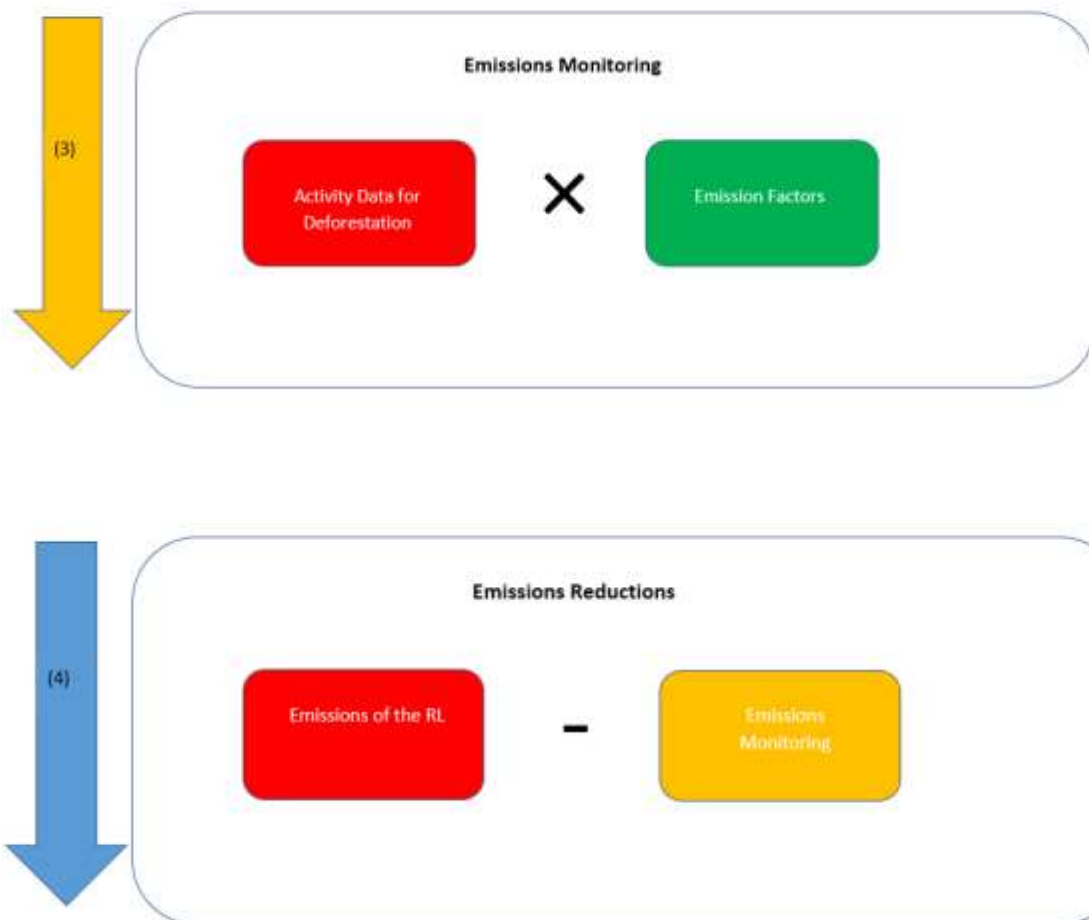 Emissions Monitoring
(3)
Activity Data for
Deforestation
×
Emission Factors
Emissions Reductions
(4)
Emissions of the RL
-
Emissions
Monitoring